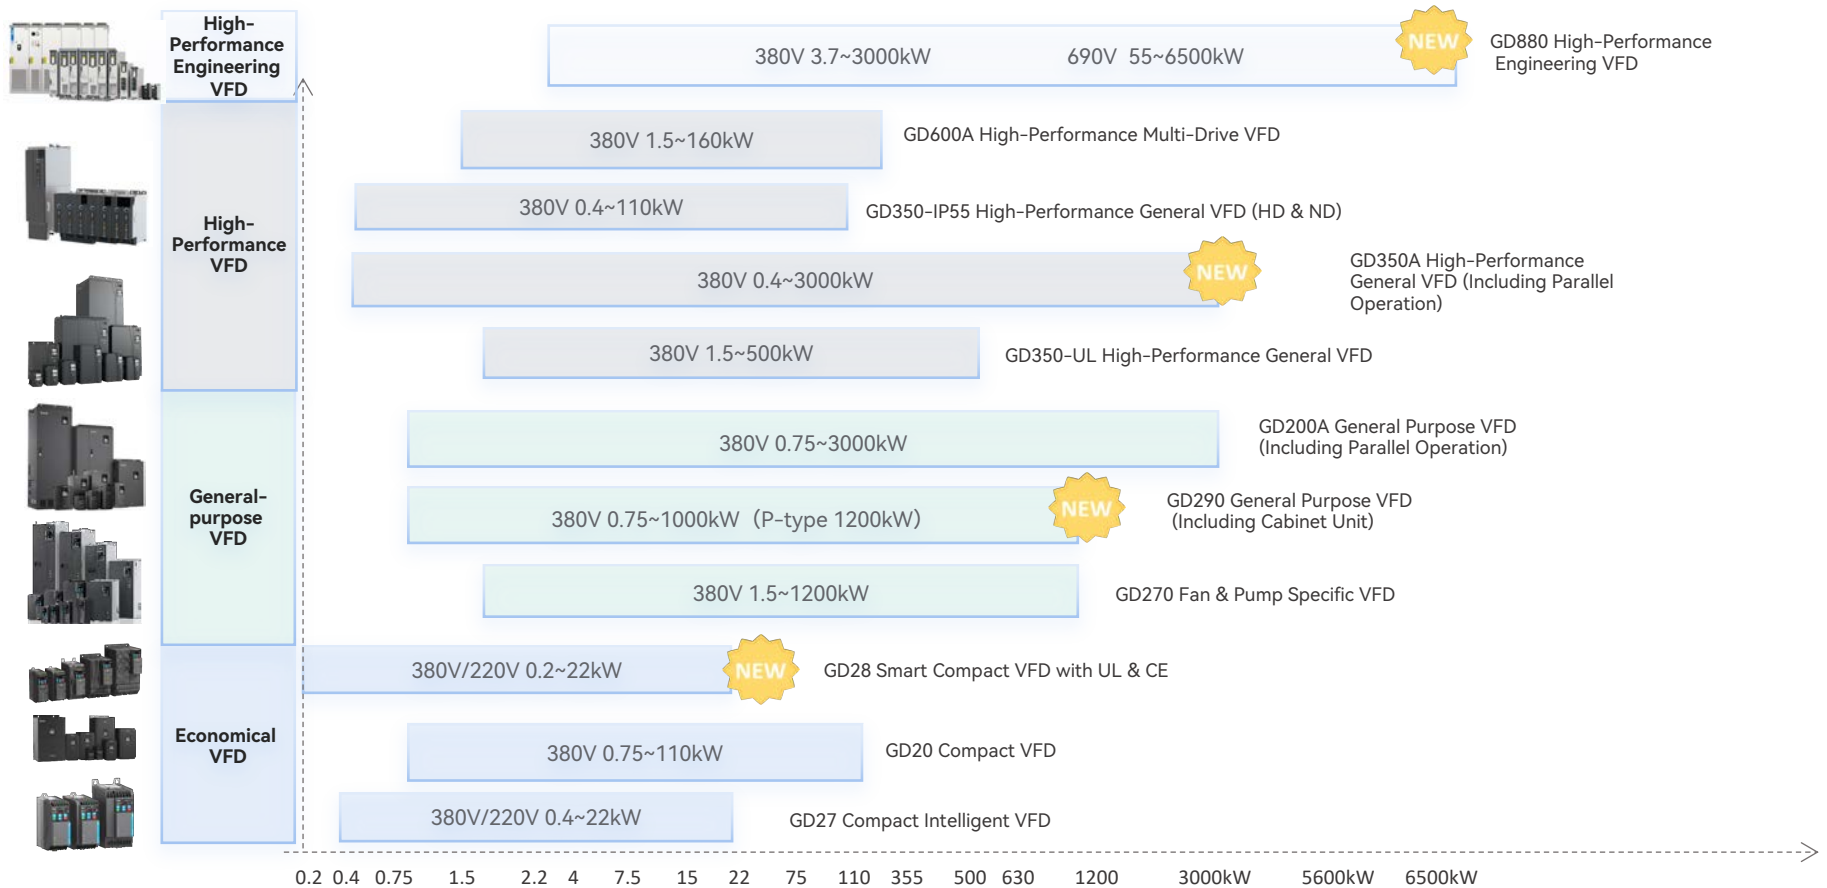 High-
Performance
Engineering
VFD
380V 3.7~3000kW
690V 55~6500kW
NEW
GD880 High-Performance
Engineering VFD
High-
Performance
VFD
380V 1.5~160kW
GD600A High-Performance Multi-Drive VFD
380V 0.4~110kW
GD350-IP55 High-Performance General VFD (HD & ND)
380V 0.4~3000kW
NEW
GD350A High-Performance
General VFD (Including Parallel
Operation)
380V 1.5~500kW
GD350-UL High-Performance General VFD
General-
purpose
VFD
380V 0.75~3000kW
GD200A General Purpose VFD
(Including Parallel Operation)
380V 0.75~1000kW（P-type 1200kW）
NEW
GD290 General Purpose VFD
(Including Cabinet Unit)
380V 1.5~1200kW
GD270 Fan & Pump Specific VFD
Economical
VFD
380V/220V 0.2~22kW
NEW
GD28 Smart Compact VFD with UL & CE
380V 0.75~110kW
GD20 Compact VFD
380V/220V 0.4~22kW
GD27 Compact Intelligent VFD
0.2 0.4 0.75 1.5 2.2 4 7.5 15 22 75 110 355 500 630 1200 3000kW 5600kW 6500kW